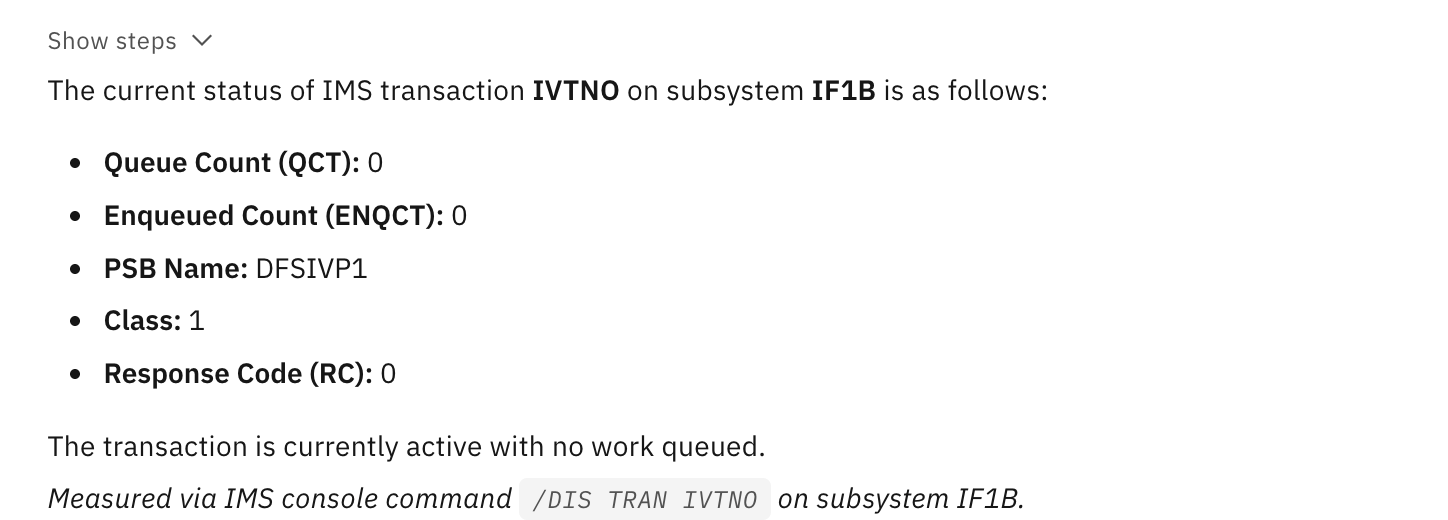 Show steps
The current status of IMS transaction IVTNO on subsystem IF1B is as follows:
• Queue Count (QCT): 0
• Enqueued Count (ENQCT): 0
• PSB Name: DFSIVP1
• Class: 1
• Response Code (RC): 0
The transaction is currently active with no work queued.
Measured via IMS console command /DIS TRAN IVTNO on subsystem IF1B.